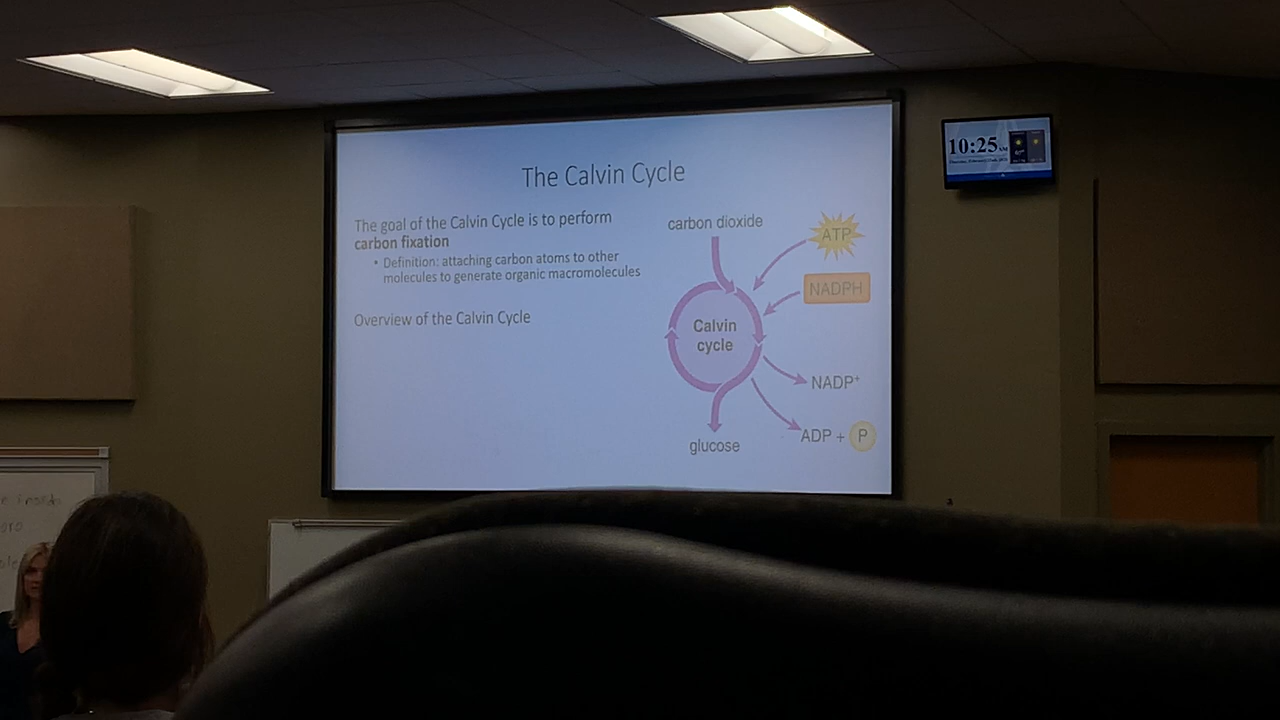 The Calvin Cycle
The goal of the Calvin Cycle is to perform
carbon fixation
• Definition: attaching carbon atoms to other
molecules to generate organic macromolecules
Overview of the Calvin Cycle
carbon dioxide
ATP
NADPH
Calvin
cycle
NADP+
ADP + P
glucose
10:25 AM